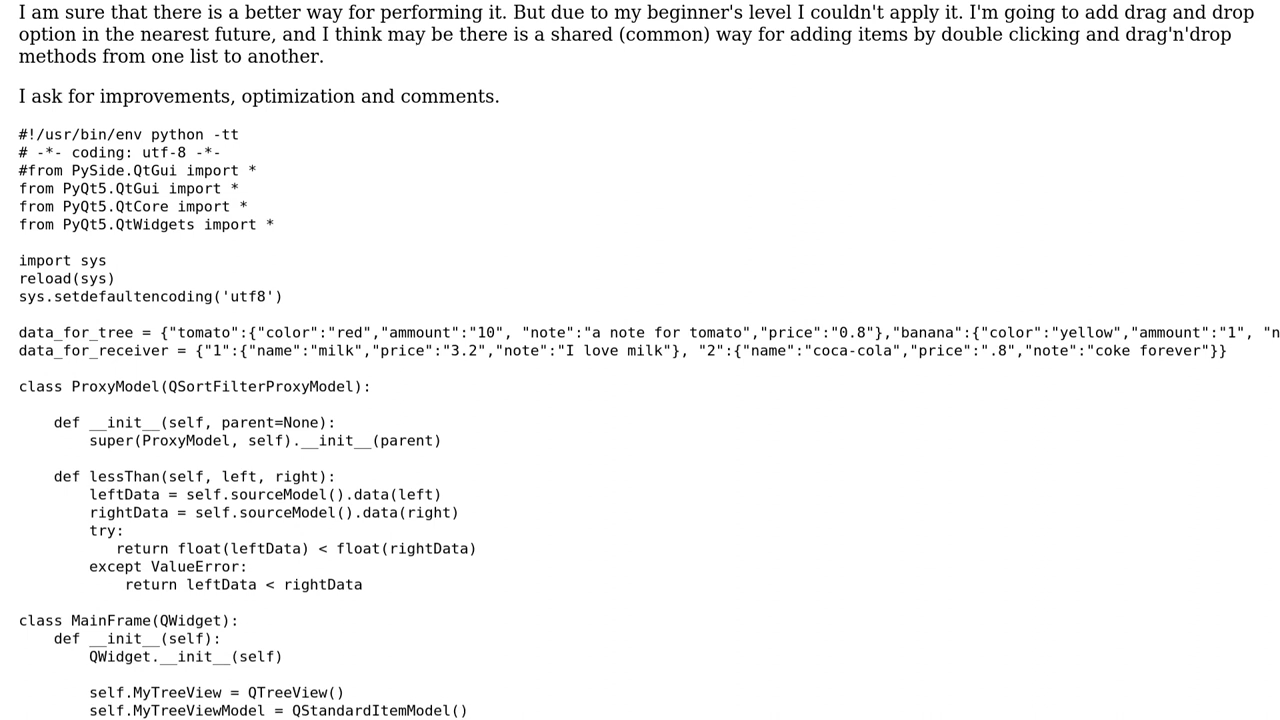 I am sure that there is a better way for performing it. But due to my beginner's level I couldn't apply it. I'm going to add drag and drop
option in the nearest future, and I think may be there is a shared (common) way for adding items by double clicking and drag'n'drop
methods from one list to another.
I ask for improvements, optimization and comments.
#!/usr/bin/env python -tt
# -*- coding: utf-8 -*-
#from PySide.QtGui import *
from PyQt5.QtGui import *
from PyQt5.QtCore import *
from PyQt5.QtWidgets import *
import sys
reload(sys)
sys.setdefaultencoding('utf8')
data_for_tree = {"tomato":{"color":"red","ammount":"10", "note":"a note for tomato","price":"0.8"},"banana":{"color":"yellow","ammount":"1", "n
data_for_receiver = {"1":{"name":"milk","price":"3.2","note":"I love milk"}, "2":{"name":"coca-cola","price":".8","note":"coke forever"}}
class ProxyModel(QSortFilterProxyModel):
    def __init__(self, parent=None):
        super(ProxyModel, self).__init__(parent)
    def lessThan(self, left, right):
        leftData = self.sourceModel().data(left)
        rightData = self.sourceModel().data(right)
        try:
           return float(leftData) < float(rightData)
        except ValueError:
            return leftData < rightData
class MainFrame(QWidget):
    def __init__(self):
        QWidget.__init__(self)
        self.MyTreeView = QTreeView()
        self.MyTreeViewModel = QStandardItemModel()